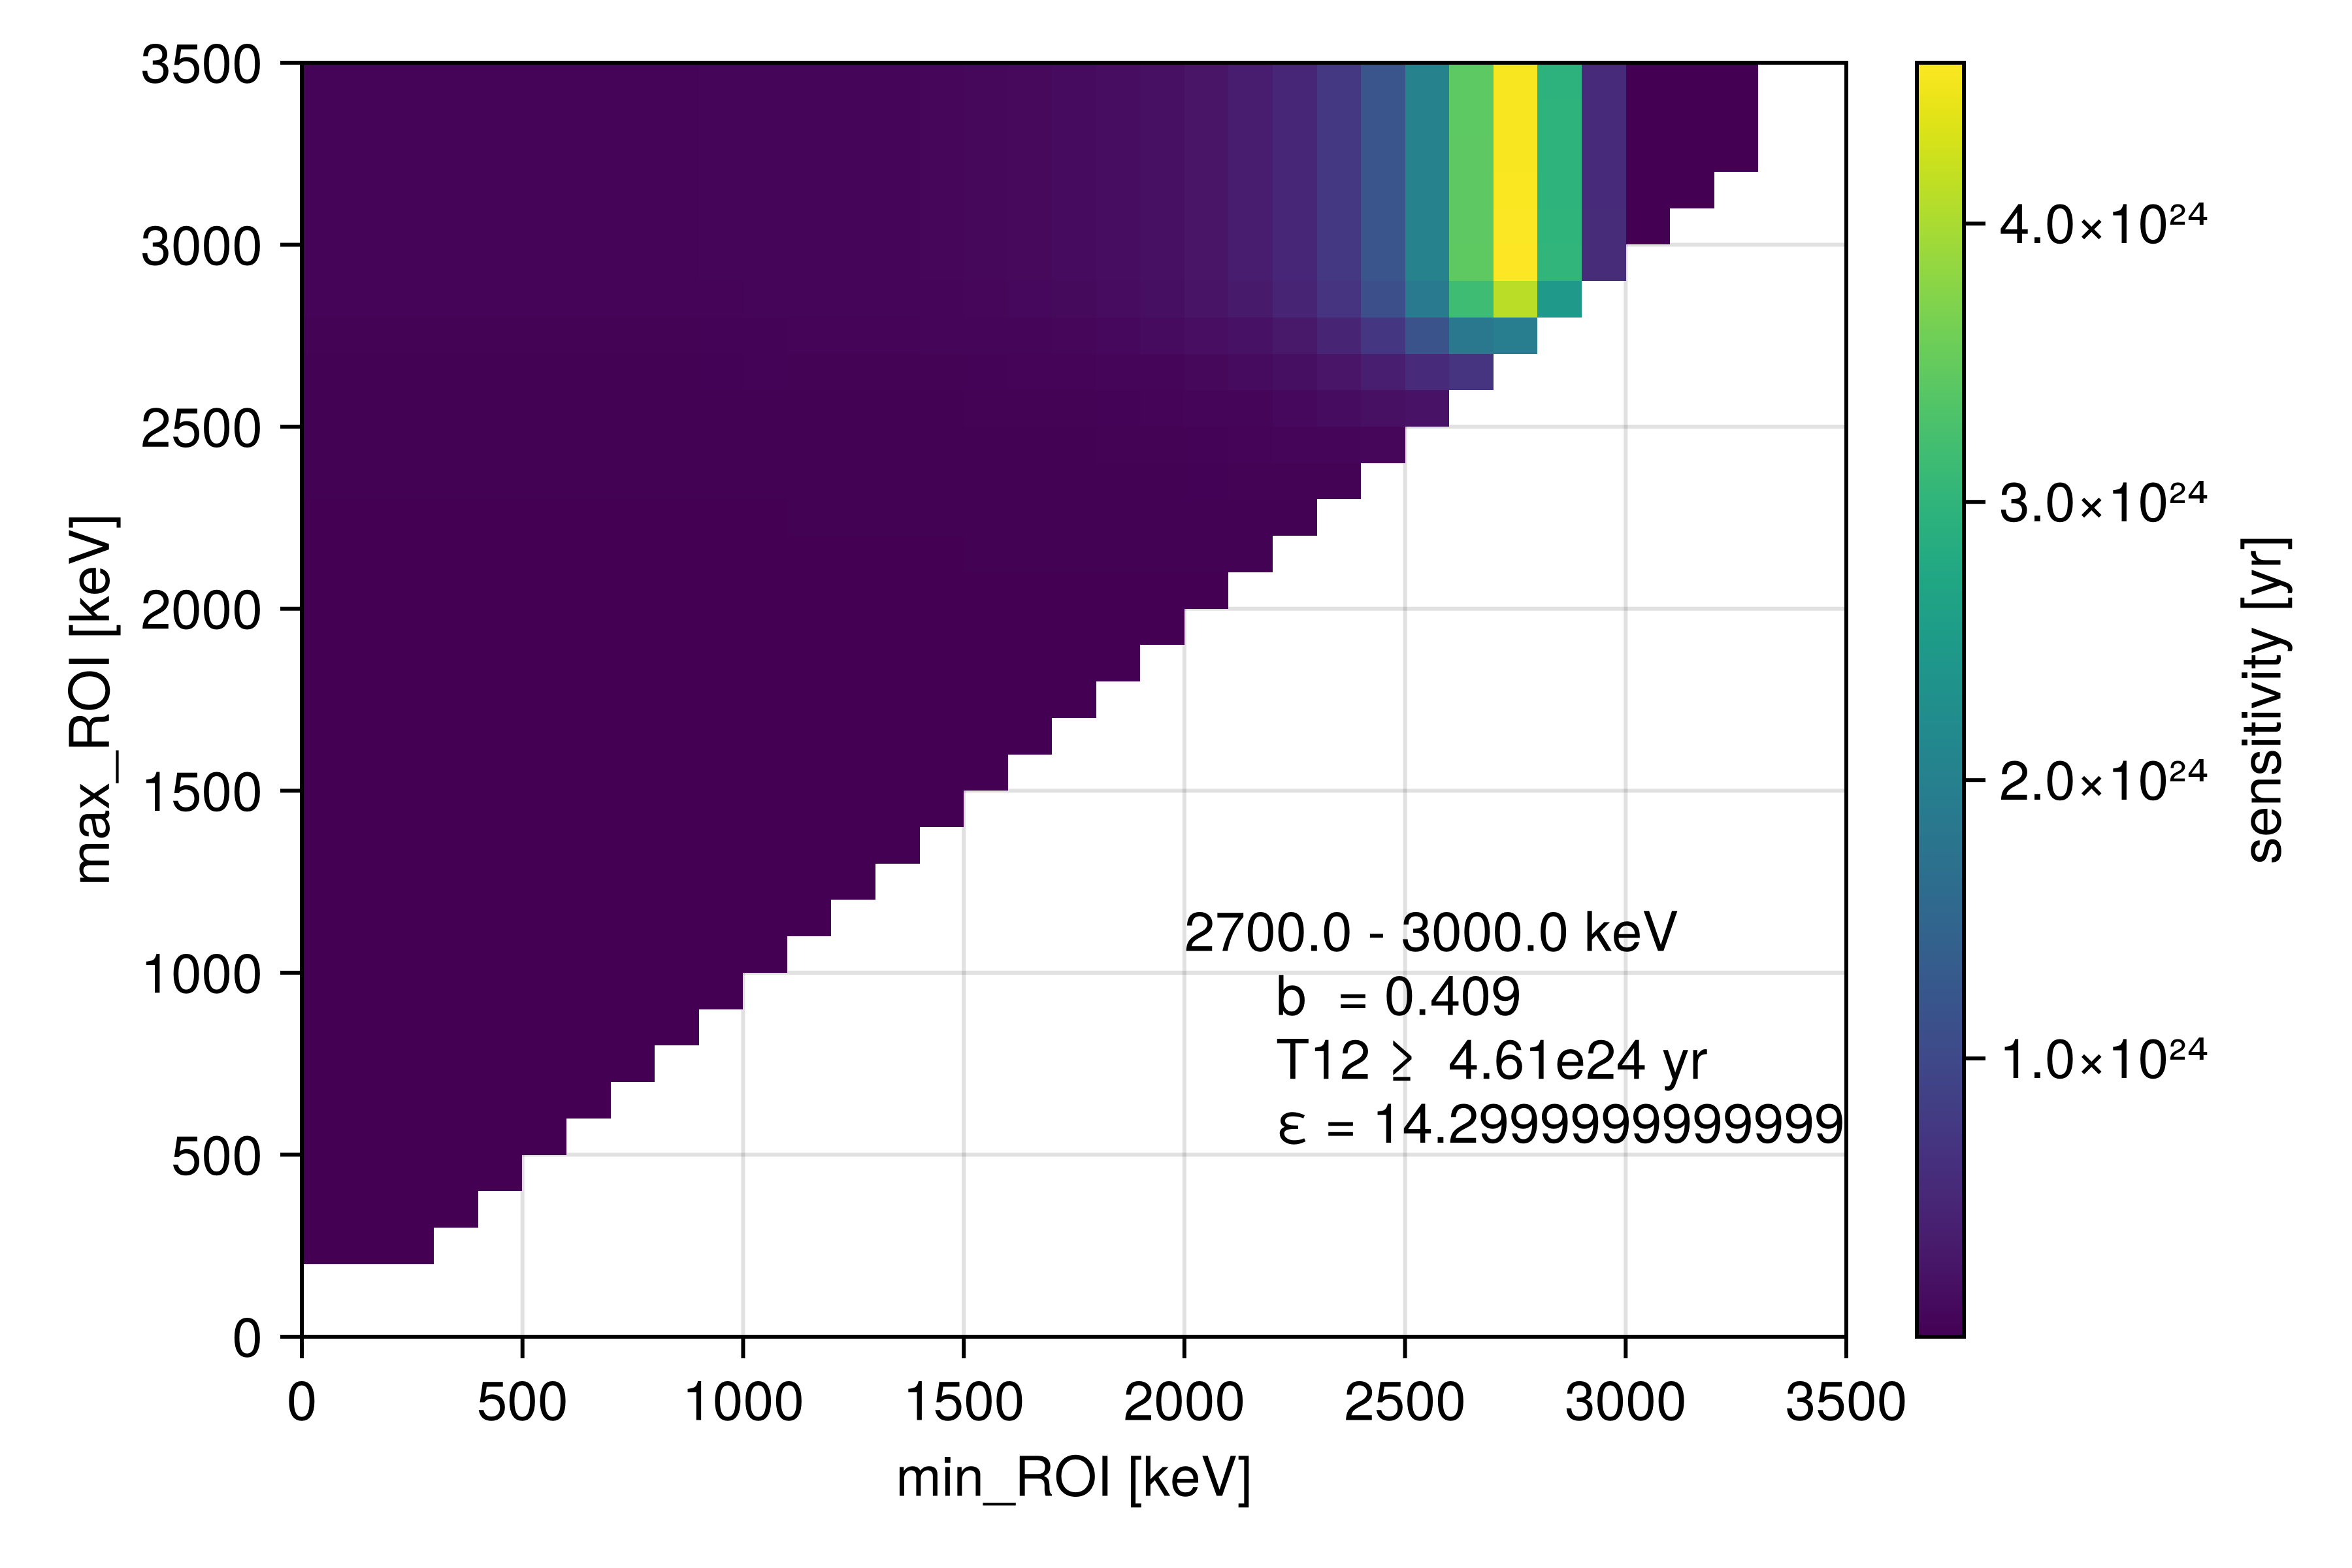 3500
3000
2500
2000
1500
1000
500
0
max_ROI [keV]
0 500 1000 1500 2000 2500 3000 3500
min_ROI [keV]
2700.0 - 3000.0 keV
b = 0.409
T12 ≥ 4.61e24 yr
ε = 14.299999999999999
4.0×10²⁴
3.0×10²⁴
2.0×10²⁴
1.0×10²⁴
sensitivity [yr]